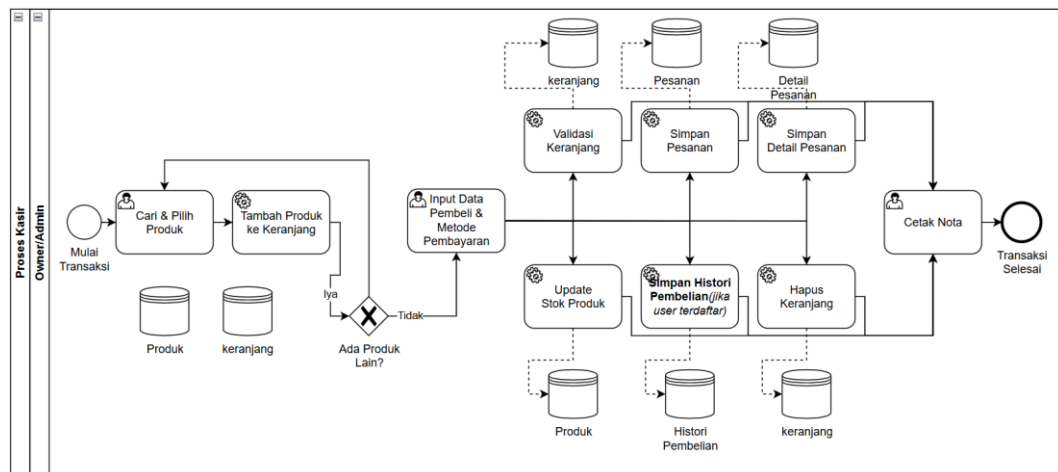 Proses Kasir
Owner/Admin
Mulai
Transaksi
Cari & Pilih
Produk
Tambah Produk
ke Keranjang
Produk
keranjang
Iya
Ada Produk
Lain?
Tidak
Input Data
Pembeli &
Metode
Pembayaran
keranjang
Pesanan
Detail
Pesanan
Validasi
Keranjang
Simpan
Pesanan
Simpan
Detail Pesanan
Update
Stok Produk
Simpan Histori
Pembelian(jika
user terdaftar)
Hapus
Keranjang
Produk
Histori
Pembelian
keranjang
Cetak Nota
Transaksi
Selesai